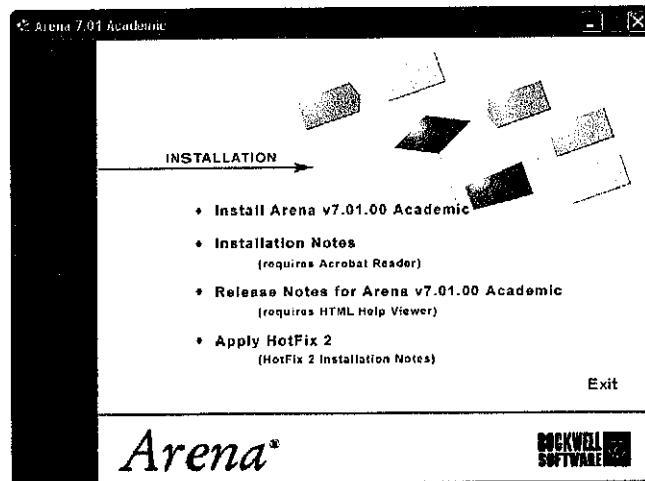 Arena 7.01 Academic
INSTALLATION
Install Arena v7.01.00 Academic
Installation Notes
(requires Acrobat Reader)
Release Notes for Arena v7.01.00 Academic
(requires HTML Help Viewer)
Apply HotFix 2
(HotFix 2 Installation Notes)
Exit
Arena®
ROCKWELL
SOFTWARE